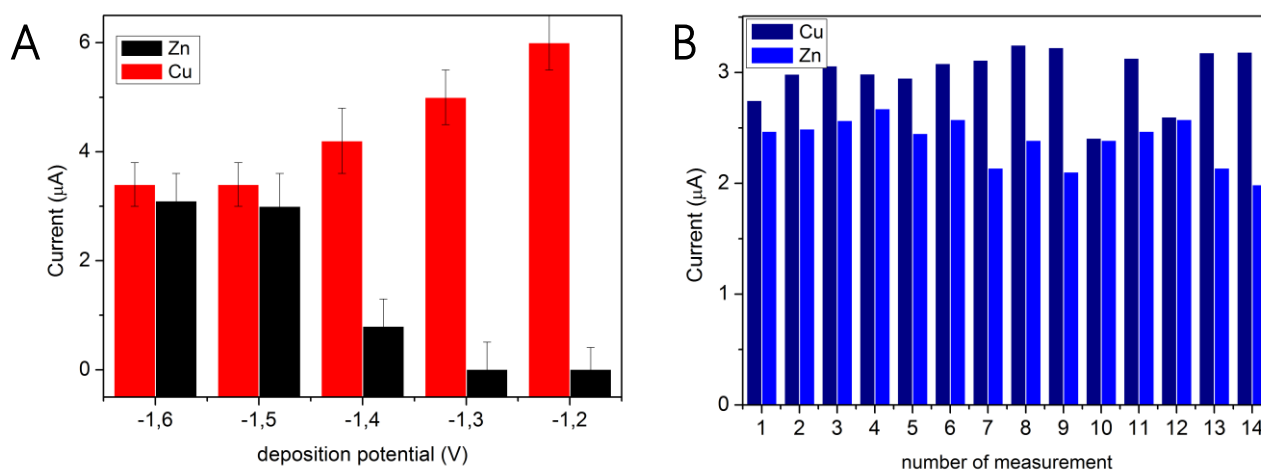 A
Zn
Cu
6
4
2
0
Current (µA)
-1,6 -1,5 -1,4 -1,3 -1,2
deposition potential (V)
B
Cu
Zn
3
2
1
0
Current (µA)
1 2 3 4 5 6 7 8 9 10 11 12 13 14
number of measurement